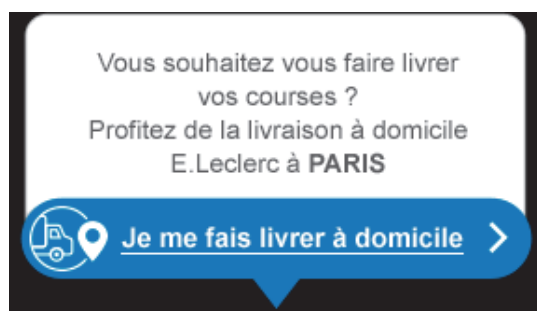 Vous souhaitez vous faire livrer
vos courses ?
Profitez de la livraison à domicile
E.Leclerc à PARIS
Je me fais livrer à domicile